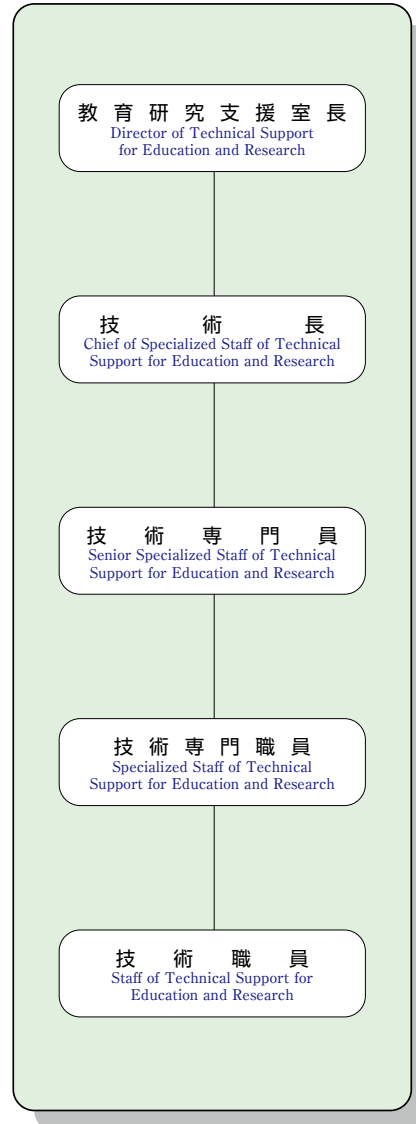 教育研究支援室長
Director of Technical Support
for Education and Research
技術長
Chief of Specialized Staff of Technical
Support for Education and Research
技術専門員
Senior Specialized Staff of Technical
Support for Education and Research
技術専門職員
Specialized Staff of Technical
Support for Education and Research
技術職員
Staff of Technical Support for
Education and Research